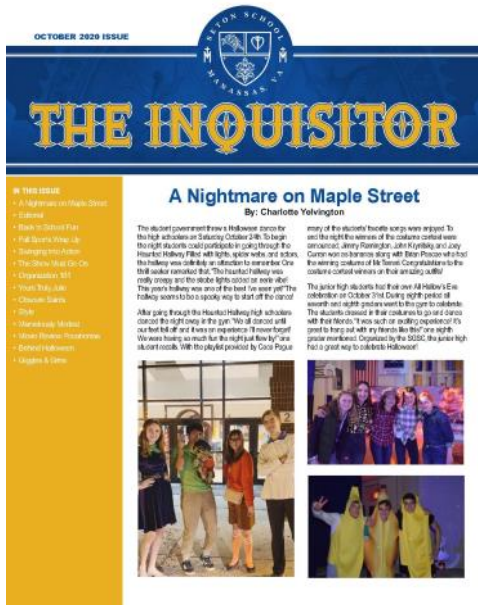 OCTOBER 2020 ISSUE
SETON SCHOOL
MANASSAS, VA
THE INQUISITOR
IN THIS ISSUE
• A Nightmare on Maple Street
• Editorial
• Back to School Fun
• Fall Sports Wrap Up
• Swinging Into Action
• The Show Must Go On
• Organization 101
• Yours Truly, Julie
• Obscure Saints
• Style
• Marvelously Modest
• Movie Review Pocahontas
• Behind Halloween
• Giggles & Grins
A Nightmare on Maple Street
By: Charlotte Yelvington
The student government threw a Halloween dance for
the high schoolers on Saturday October 24th. To begin
the night students could participate in going through the
Haunted Hallway. Filled with lights, spider webs, and actors,
the hallway was definitely an attraction to remember. One
thrill seeker remarked that, "The haunted hallway was
really creepy and the strobe lights added an eerie vibe!
This year's hallway was one of the best I've seen yet!" The
hallway seems to be a spooky way to start off the dance!
After going through the Haunted Hallway high schoolers
danced the night away in the gym. "We all danced until
our feet fell off and it was an experience I'll never forget!
We were having so much fun the night just flew by!" one
student recalls. With the playlist provided by Coco Pogue
many of the students' favorite songs were enjoyed. To
end the night the winners of the costume contest were
announced. Jimmy Remington, John Krynitsky, and Joey
Curran won as bananas along with Brian Pascoe who had
the winning costume of Mr. Congratulations to the
costume contest winners on their amazing outfits!
The junior high students had their own All Hallow's Eve
celebration on October 31st. During eighth period all
seventh and eighth graders went to the gym to celebrate.
The students dressed in their costumes to go and dance
with their friends. "It was such an exciting experience! It's
great to hang out with my friends like this!" one eighth
grader mentioned. Organized by the SGSC, the junior high
had a great way to celebrate Halloween!